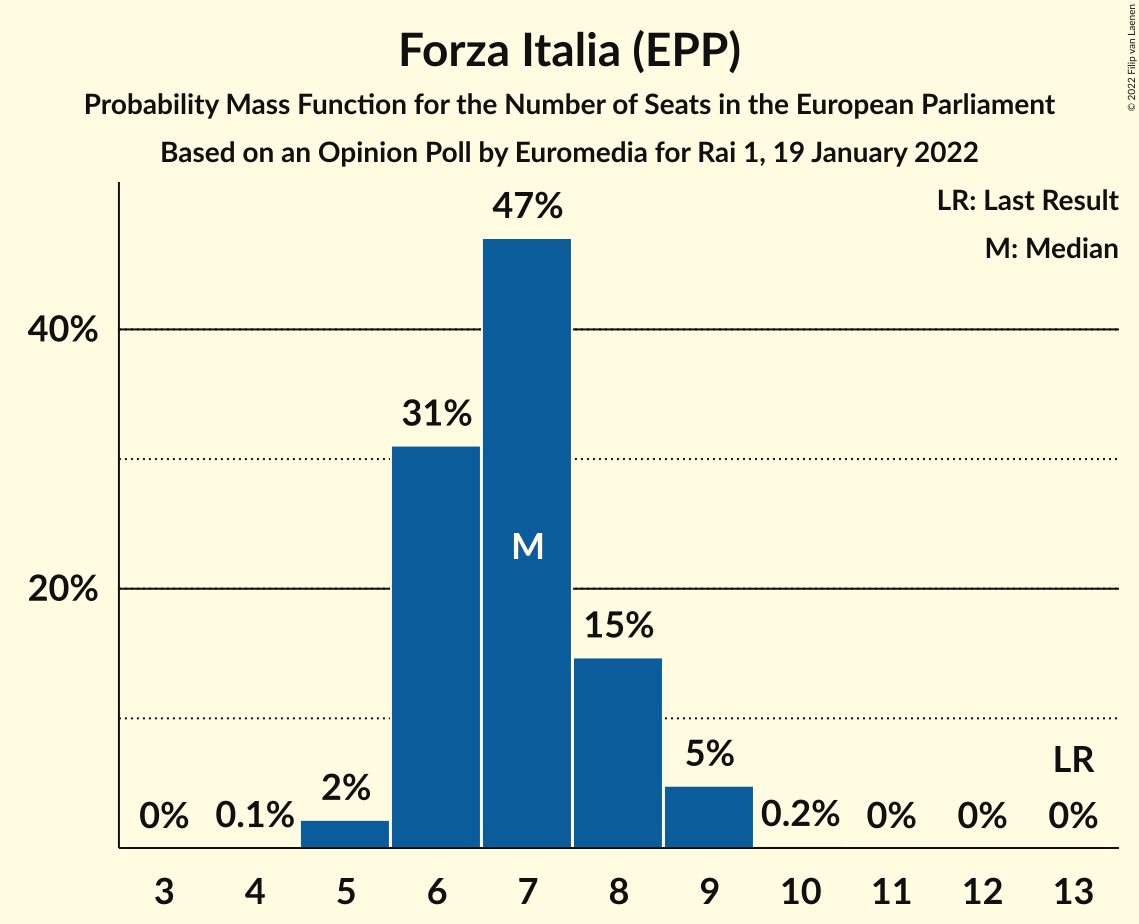 Forza Italia (EPP)
Probability Mass Function for the Number of Seats in the European Parliament
Based on an Opinion Poll by Euromedia for Rai 1, 19 January 2022
© 2022 Filip van Laenen
LR: Last Result
M: Median
47%
40%
31%
M
20%
15%
5%
LR
2%
0%
0.1%
0.2%
0%
0%
0%
3 4 5 6 7 8 9 10 11 12 13